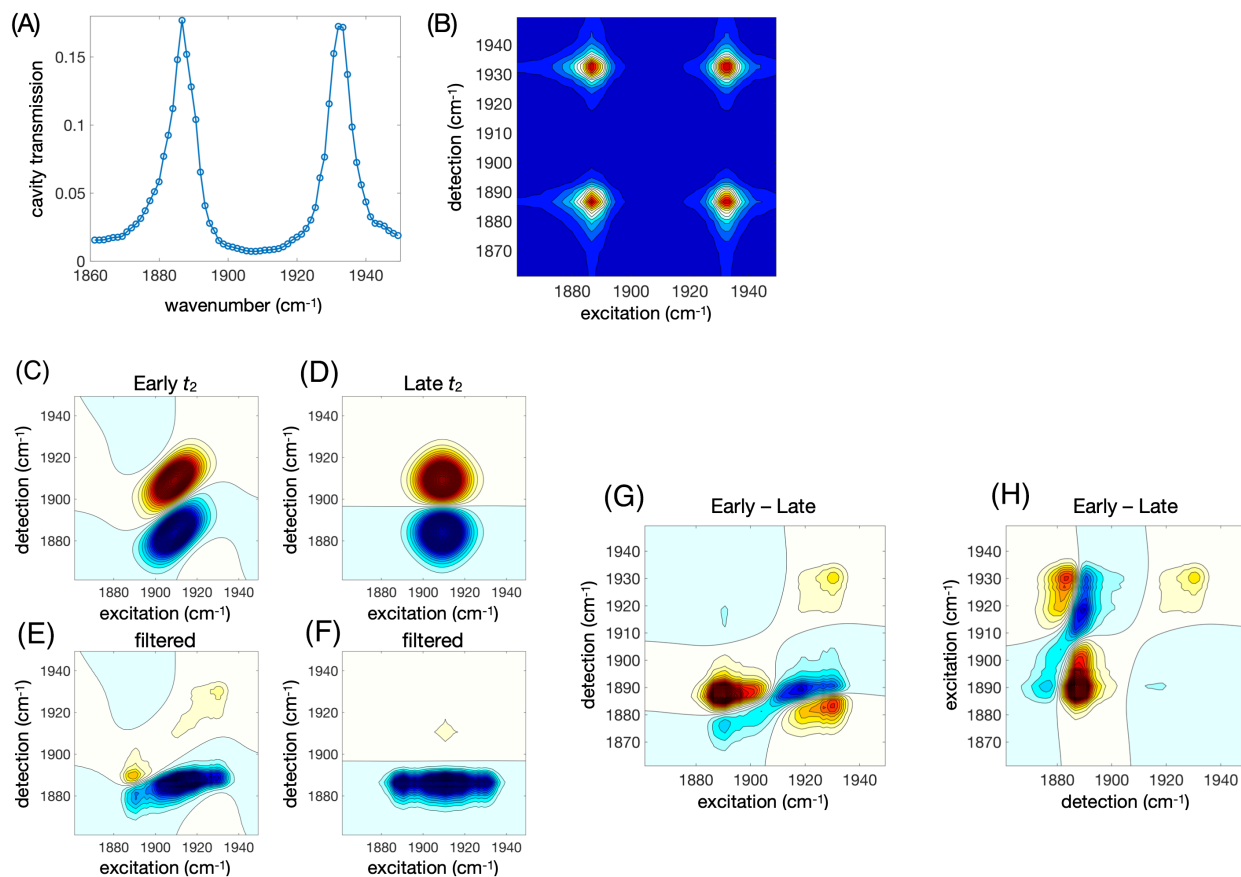 (A)
cavity transmission
0.15
0.1
0.05
0
1860 1880 1900 1920 1940
wavenumber (cm-1)
(B)
detection (cm-1)
1940
1930
1920
1910
1900
1890
1880
1870
1880 1900 1920 1940
excitation (cm-1)
(C)
Early t2
detection (cm-1)
1940
1920
1900
1880
1880 1900 1920 1940
excitation (cm-1)
(D)
Late t2
detection (cm-1)
1940
1920
1900
1880
1880 1900 1920 1940
excitation (cm-1)
(E)
filtered
detection (cm-1)
1940
1920
1900
1880
1880 1900 1920 1940
excitation (cm-1)
(F)
filtered
detection (cm-1)
1940
1920
1900
1880
1880 1900 1920 1940
excitation (cm-1)
(G)
Early – Late
detection (cm-1)
1940
1930
1920
1910
1900
1890
1880
1870
1880 1900 1920 1940
excitation (cm-1)
(H)
Early – Late
excitation (cm-1)
1940
1930
1920
1910
1900
1890
1880
1870
1880 1900 1920 1940
detection (cm-1)